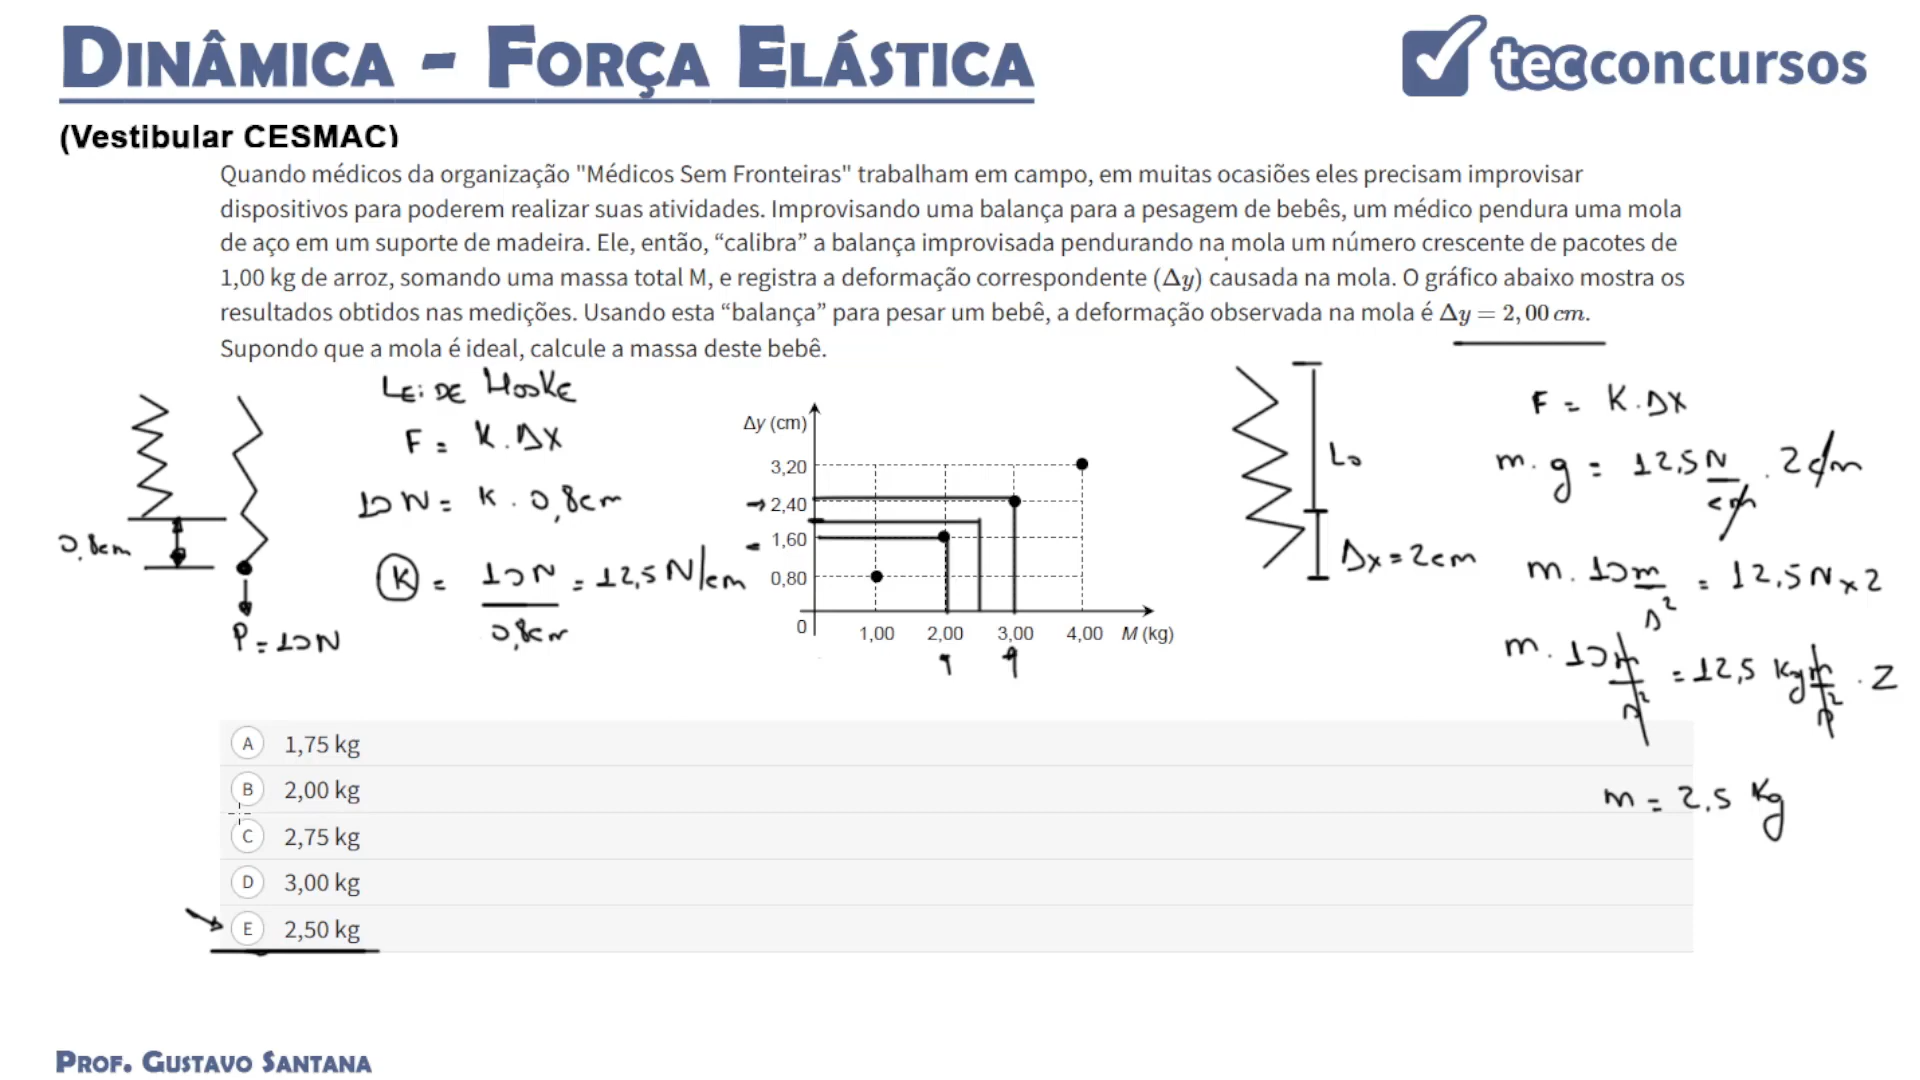 DINÂMICA - FORÇA ELÁSTICA
tecconcursos
(Vestibular CESMAC)
Quando médicos da organização "Médicos Sem Fronteiras" trabalham em campo, em muitas ocasiões eles precisam improvisar
dispositivos para poderem realizar suas atividades. Improvisando uma balança para a pesagem de bebês, um médico pendura uma mola
de aço em um suporte de madeira. Ele, então, “calibra” a balança improvisada pendurando na mola um número crescente de pacotes de
1,00 kg de arroz, somando uma massa total M, e registra a deformação correspondente (Δy) causada na mola. O gráfico abaixo mostra os
resultados obtidos nas medições. Usando esta “balança” para pesar um bebê, a deformação observada na mola é Δy = 2,00 cm.
Supondo que a mola é ideal, calcule a massa deste bebê.
0,8cm
P = 10N
LEi DE HOOKE
F = K . ΔX
10 N = K . 0,8cm
K = 10N / 0,8cm = 12,5 N/cm
Δy (cm)
3,20
2,40
1,60
0,80
0
1,00 2,00 3,00 4,00 M (kg)
L₀
Δx = 2cm
F = K . ΔX
m . g = 12,5 N/cm . 2cm
m . 10 m/s² = 12,5N x 2
m . 10 m/s² = 12,5 Kg m/s² . 2
m = 2,5 Kg
A 1,75 kg
B 2,00 kg
C 2,75 kg
D 3,00 kg
E 2,50 kg
PROF. GUSTAVO SANTANA